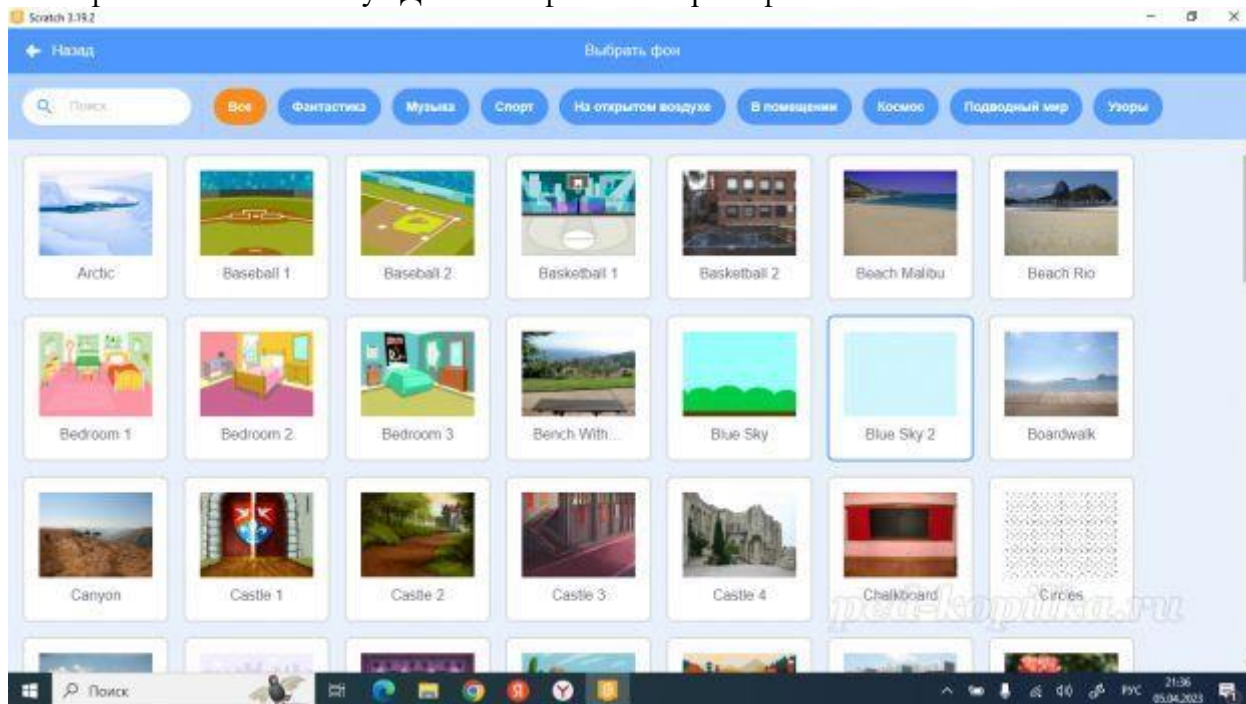 Scratch 3.19.2
Назад
Выбрать фон
Поиск
Все Фантастика Музыка Спорт На открытом воздухе В помещении Космос Подводный мир Узоры
Arctic Baseball 1 Baseball 2 Basketball 1 Basketball 2 Beach Malibu Beach Rio
Bedroom 1 Bedroom 2 Bedroom 3 Bench With... Blue Sky Blue Sky 2 Boardwalk
Canyon Castle 1 Castle 2 Castle 3 Castle 4 Chalkboard Circles
ped-kopilka.ru
Поиск
РУС
21:36
05.04.2023